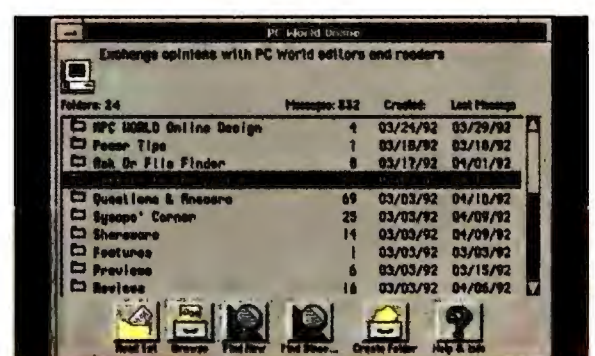 PC World Online
Exchange opinions with PC World editors and readers
Folders: 24 Messages: 832 Created: Last Message
PC WORLD Online Design 4 03/24/92 03/29/92
Power Tips 1 03/18/92 03/18/92
Ask Dr File Finder 8 03/17/92 04/01/92
Questions & Answers 69 03/03/92 04/10/92
Sysops' Corner 25 03/03/92 04/09/92
Shareware 14 03/03/92 04/09/92
Features 1 03/03/92 03/03/92
Previews 6 03/03/92 03/15/92
Reviews 16 03/03/92 04/06/92
Read 1st Browse Find New Find Since... Create Folder Help & Info